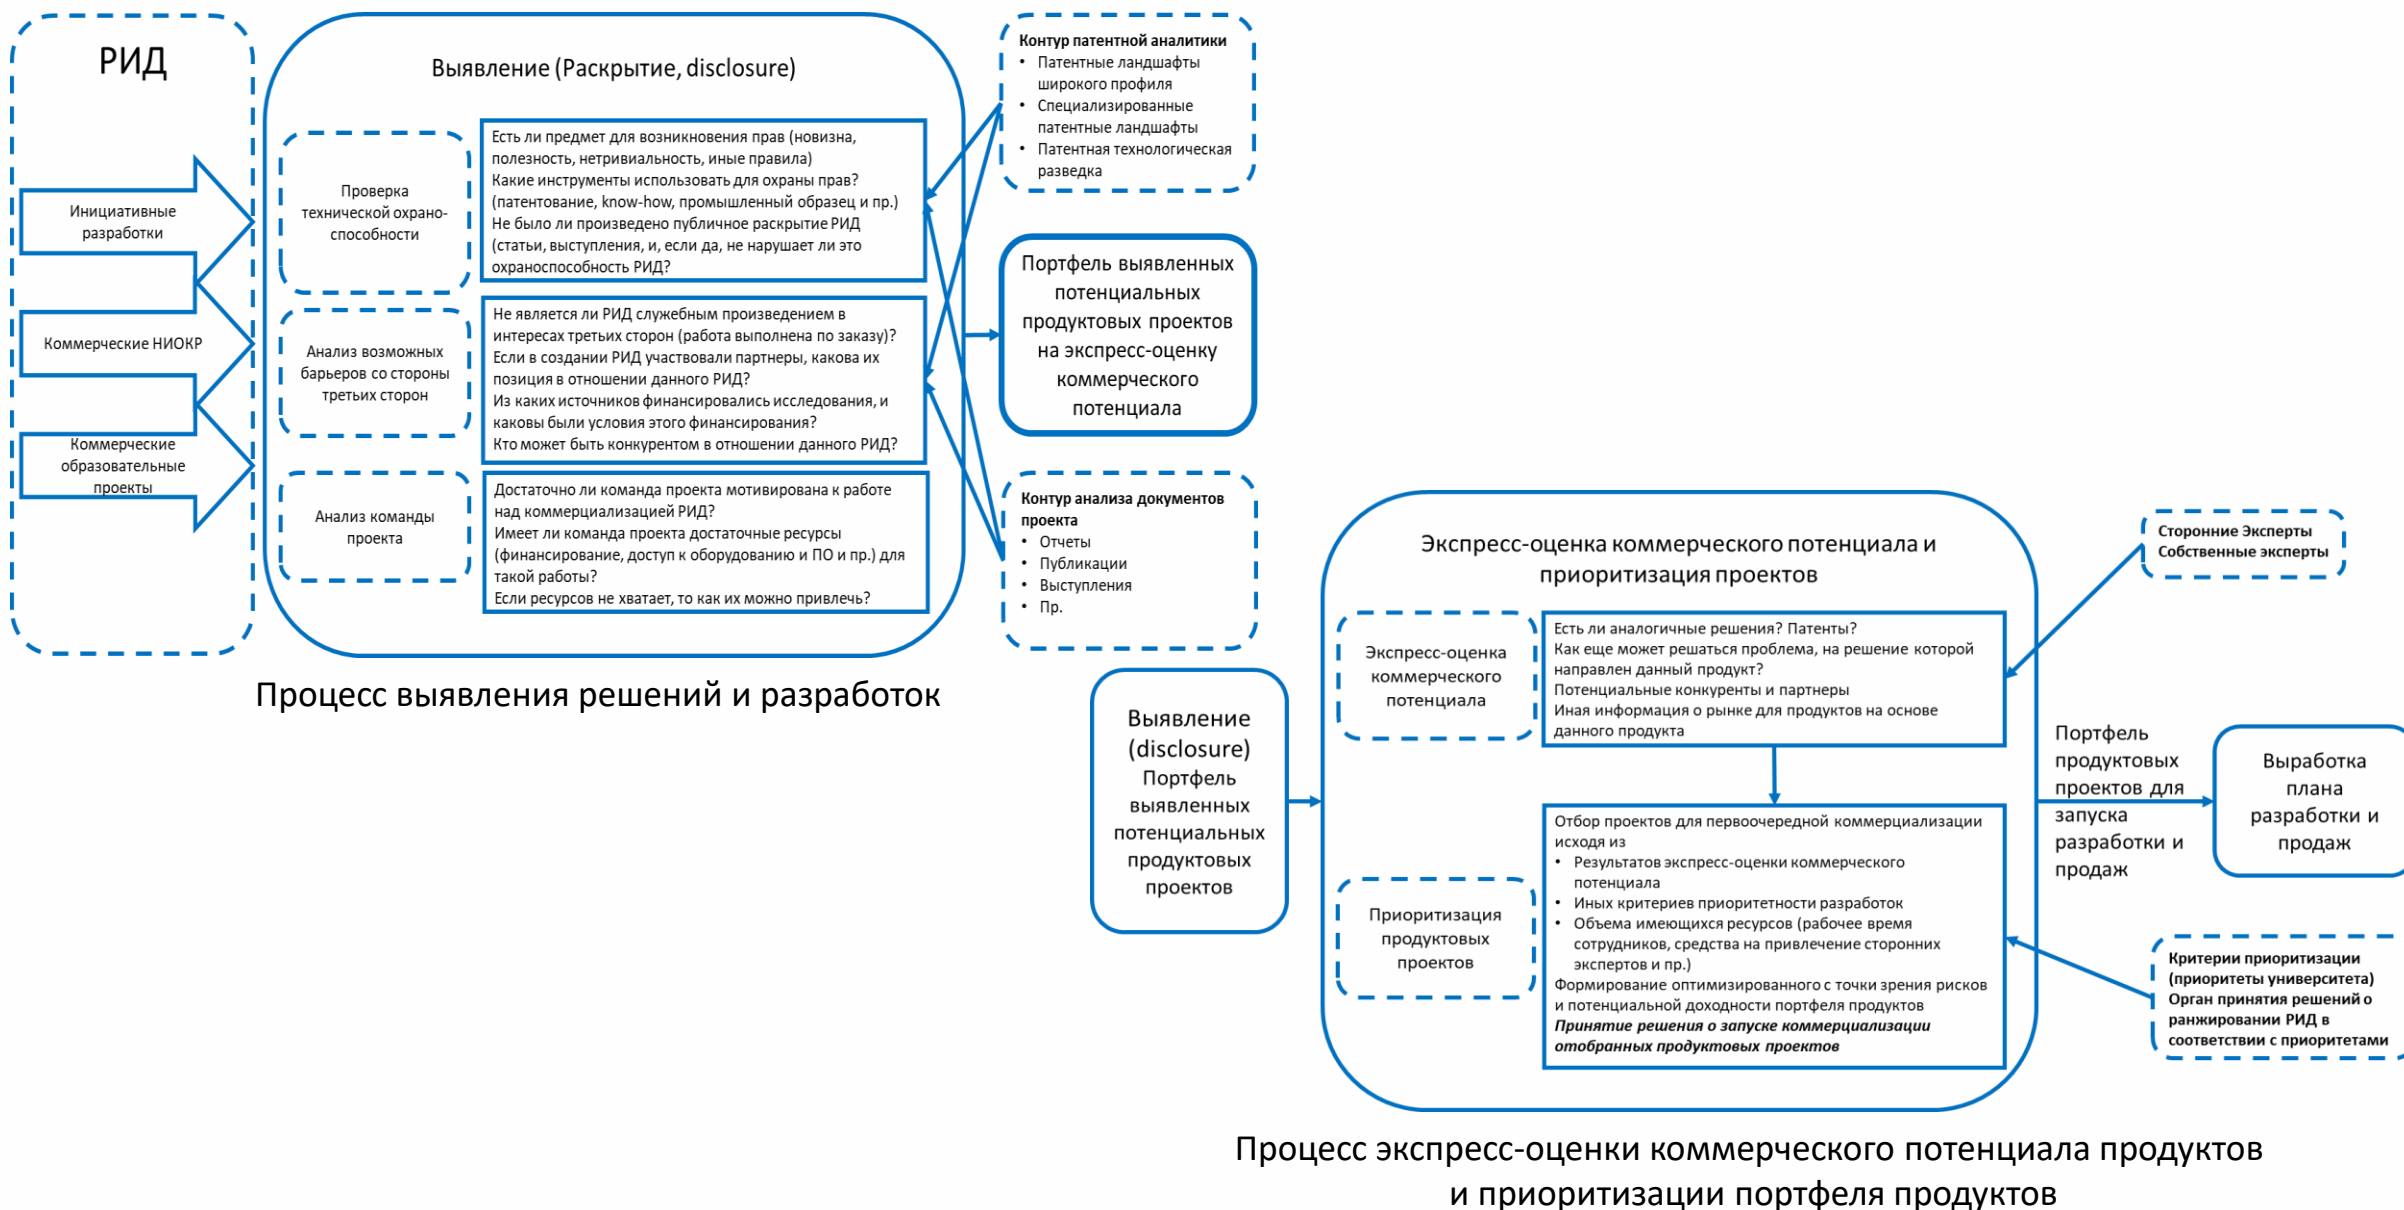 РИД
Инициативные
разработки
Коммерческие НИОКР
Коммерческие
образовательные
проекты
Выявление (Раскрытие, disclosure)
Проверка
технической охрано-
способности
Есть ли предмет для возникновения прав (новизна,
полезность, нетривиальность, иные правила)
Какие инструменты использовать для охраны прав?
(патентование, know-how, промышленный образец и пр.)
Не было ли произведено публичное раскрытие РИД
(статьи, выступления, и, если да, не нарушает ли это
охраноспособность РИД?
Анализ возможных
барьеров со стороны
третьих сторон
Не является ли РИД служебным произведением в
интересах третьих сторон (работа выполнена по заказу)?
Если в создании РИД участвовали партнеры, какова их
позиция в отношении данного РИД?
Из каких источников финансировались исследования, и
каковы были условия этого финансирования?
Кто может быть конкурентом в отношении данного РИД?
Анализ команды
проекта
Достаточно ли команда проекта мотивирована к работе
над коммерциализацией РИД?
Имеет ли команда проекта достаточные ресурсы
(финансирование, доступ к оборудованию и ПО и пр.) для
такой работы?
Если ресурсов не хватает, то как их можно привлечь?
Контур патентной аналитики
• Патентные ландшафты
широкого профиля
• Специализированные
патентные ландшафты
• Патентная технологическая
разведка
Портфель выявленных
потенциальных
продуктовых проектов
на экспресс-оценку
коммерческого
потенциала
Контур анализа документов
проекта
• Отчеты
• Публикации
• Выступления
• Пр.
Процесс выявления решений и разработок
Выявление
(disclosure)
Портфель
выявленных
потенциальных
продуктовых
проектов
Экспресс-оценка коммерческого потенциала и
приоритизация проектов
Экспресс-оценка
коммерческого
потенциала
Есть ли аналогичные решения? Патенты?
Как еще может решаться проблема, на решение которой
направлен данный продукт?
Потенциальные конкуренты и партнеры
Иная информация о рынке для продуктов на основе
данного продукта
Приоритизация
продуктовых
проектов
Отбор проектов для первоочередной коммерциализации
исходя из
• Результатов экспресс-оценки коммерческого
потенциала
• Иных критериев приоритетности разработок
• Объема имеющихся ресурсов (рабочее время
сотрудников, средства на привлечение сторонних
экспертов и пр.)
Формирование оптимизированного с точки зрения рисков
и потенциальной доходности портфеля продуктов
Принятие решения о запуске коммерциализации
отобранных продуктовых проектов
Сторонние Эксперты
Собственные эксперты
Портфель
продуктовых
проектов для
запуска
разработки и
продаж
Выработка
плана
разработки и
продаж
Критерии приоритизации
(приоритеты университета)
Орган принятия решений о
ранжировании РИД в
соответствии с приоритетами
Процесс экспресс-оценки коммерческого потенциала продуктов
и приоритизации портфеля продуктов